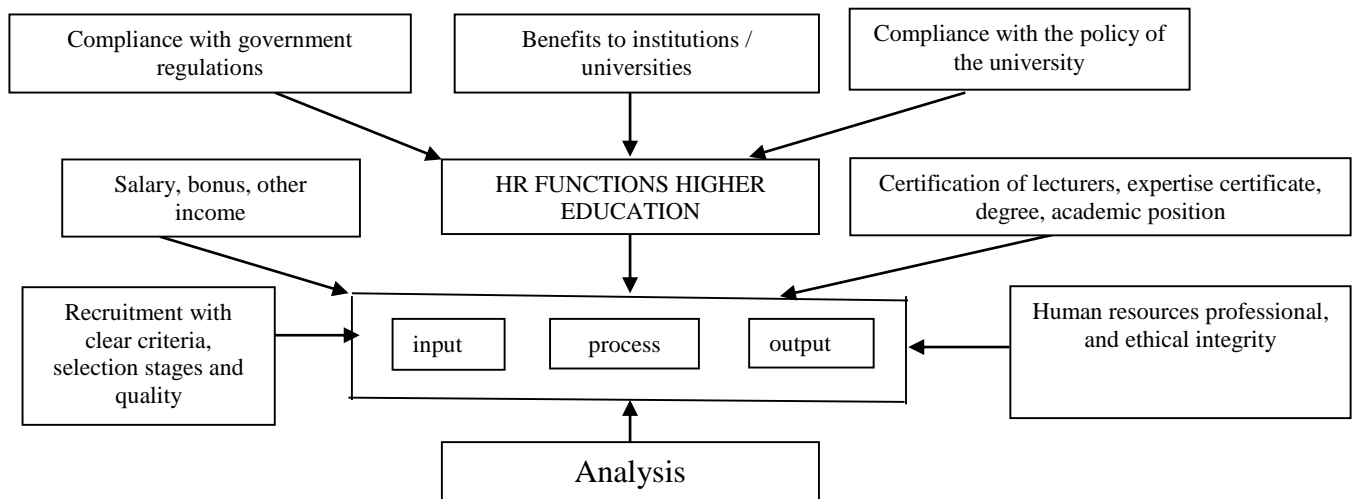 Compliance with government
regulations
Benefits to institutions /
universities
Compliance with the policy of
the university
Salary, bonus, other
income
HR FUNCTIONS HIGHER
EDUCATION
Certification of lecturers, expertise certificate,
degree, academic position
Recruitment with
clear criteria,
selection stages and
quality
input
process
output
Human resources professional,
and ethical integrity
Analysis